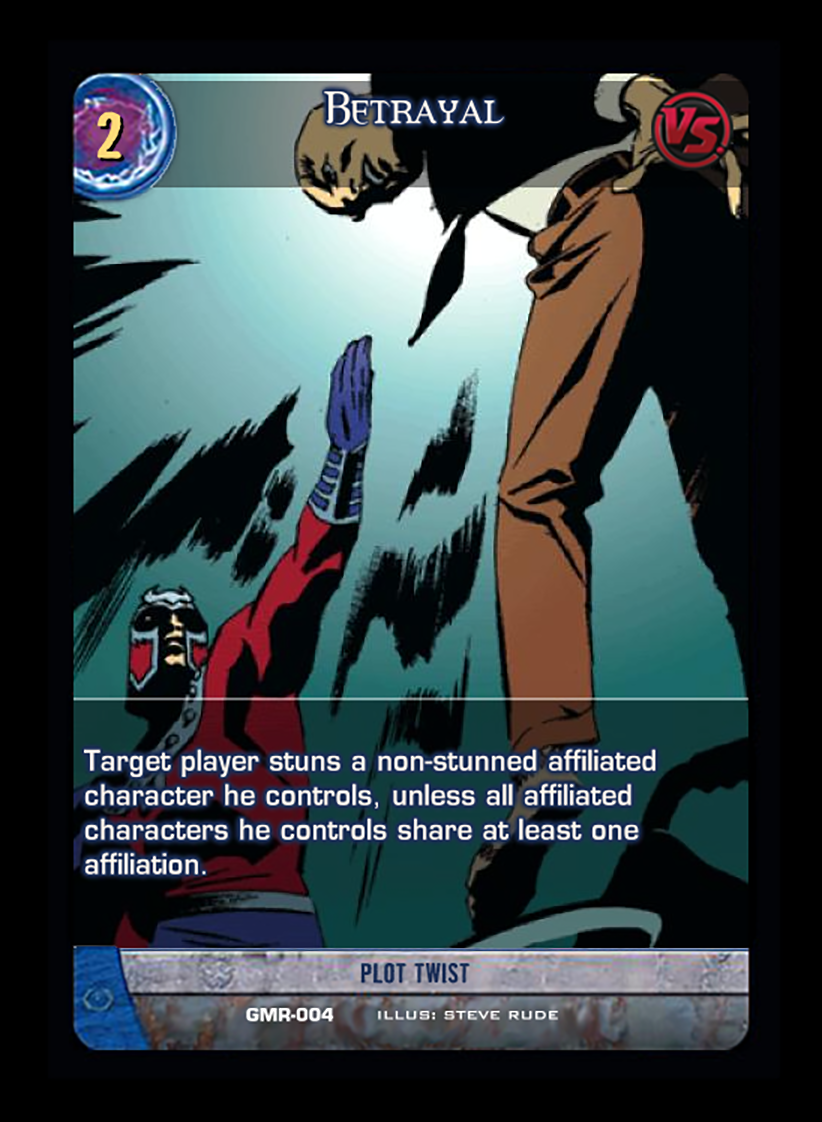 2
BETRAYAL
VS.
Target player stuns a non-stunned affiliated
character he controls, unless all affiliated
characters he controls share at least one
affiliation.
PLOT TWIST
GMR-004 ILLUS: STEVE RUDE